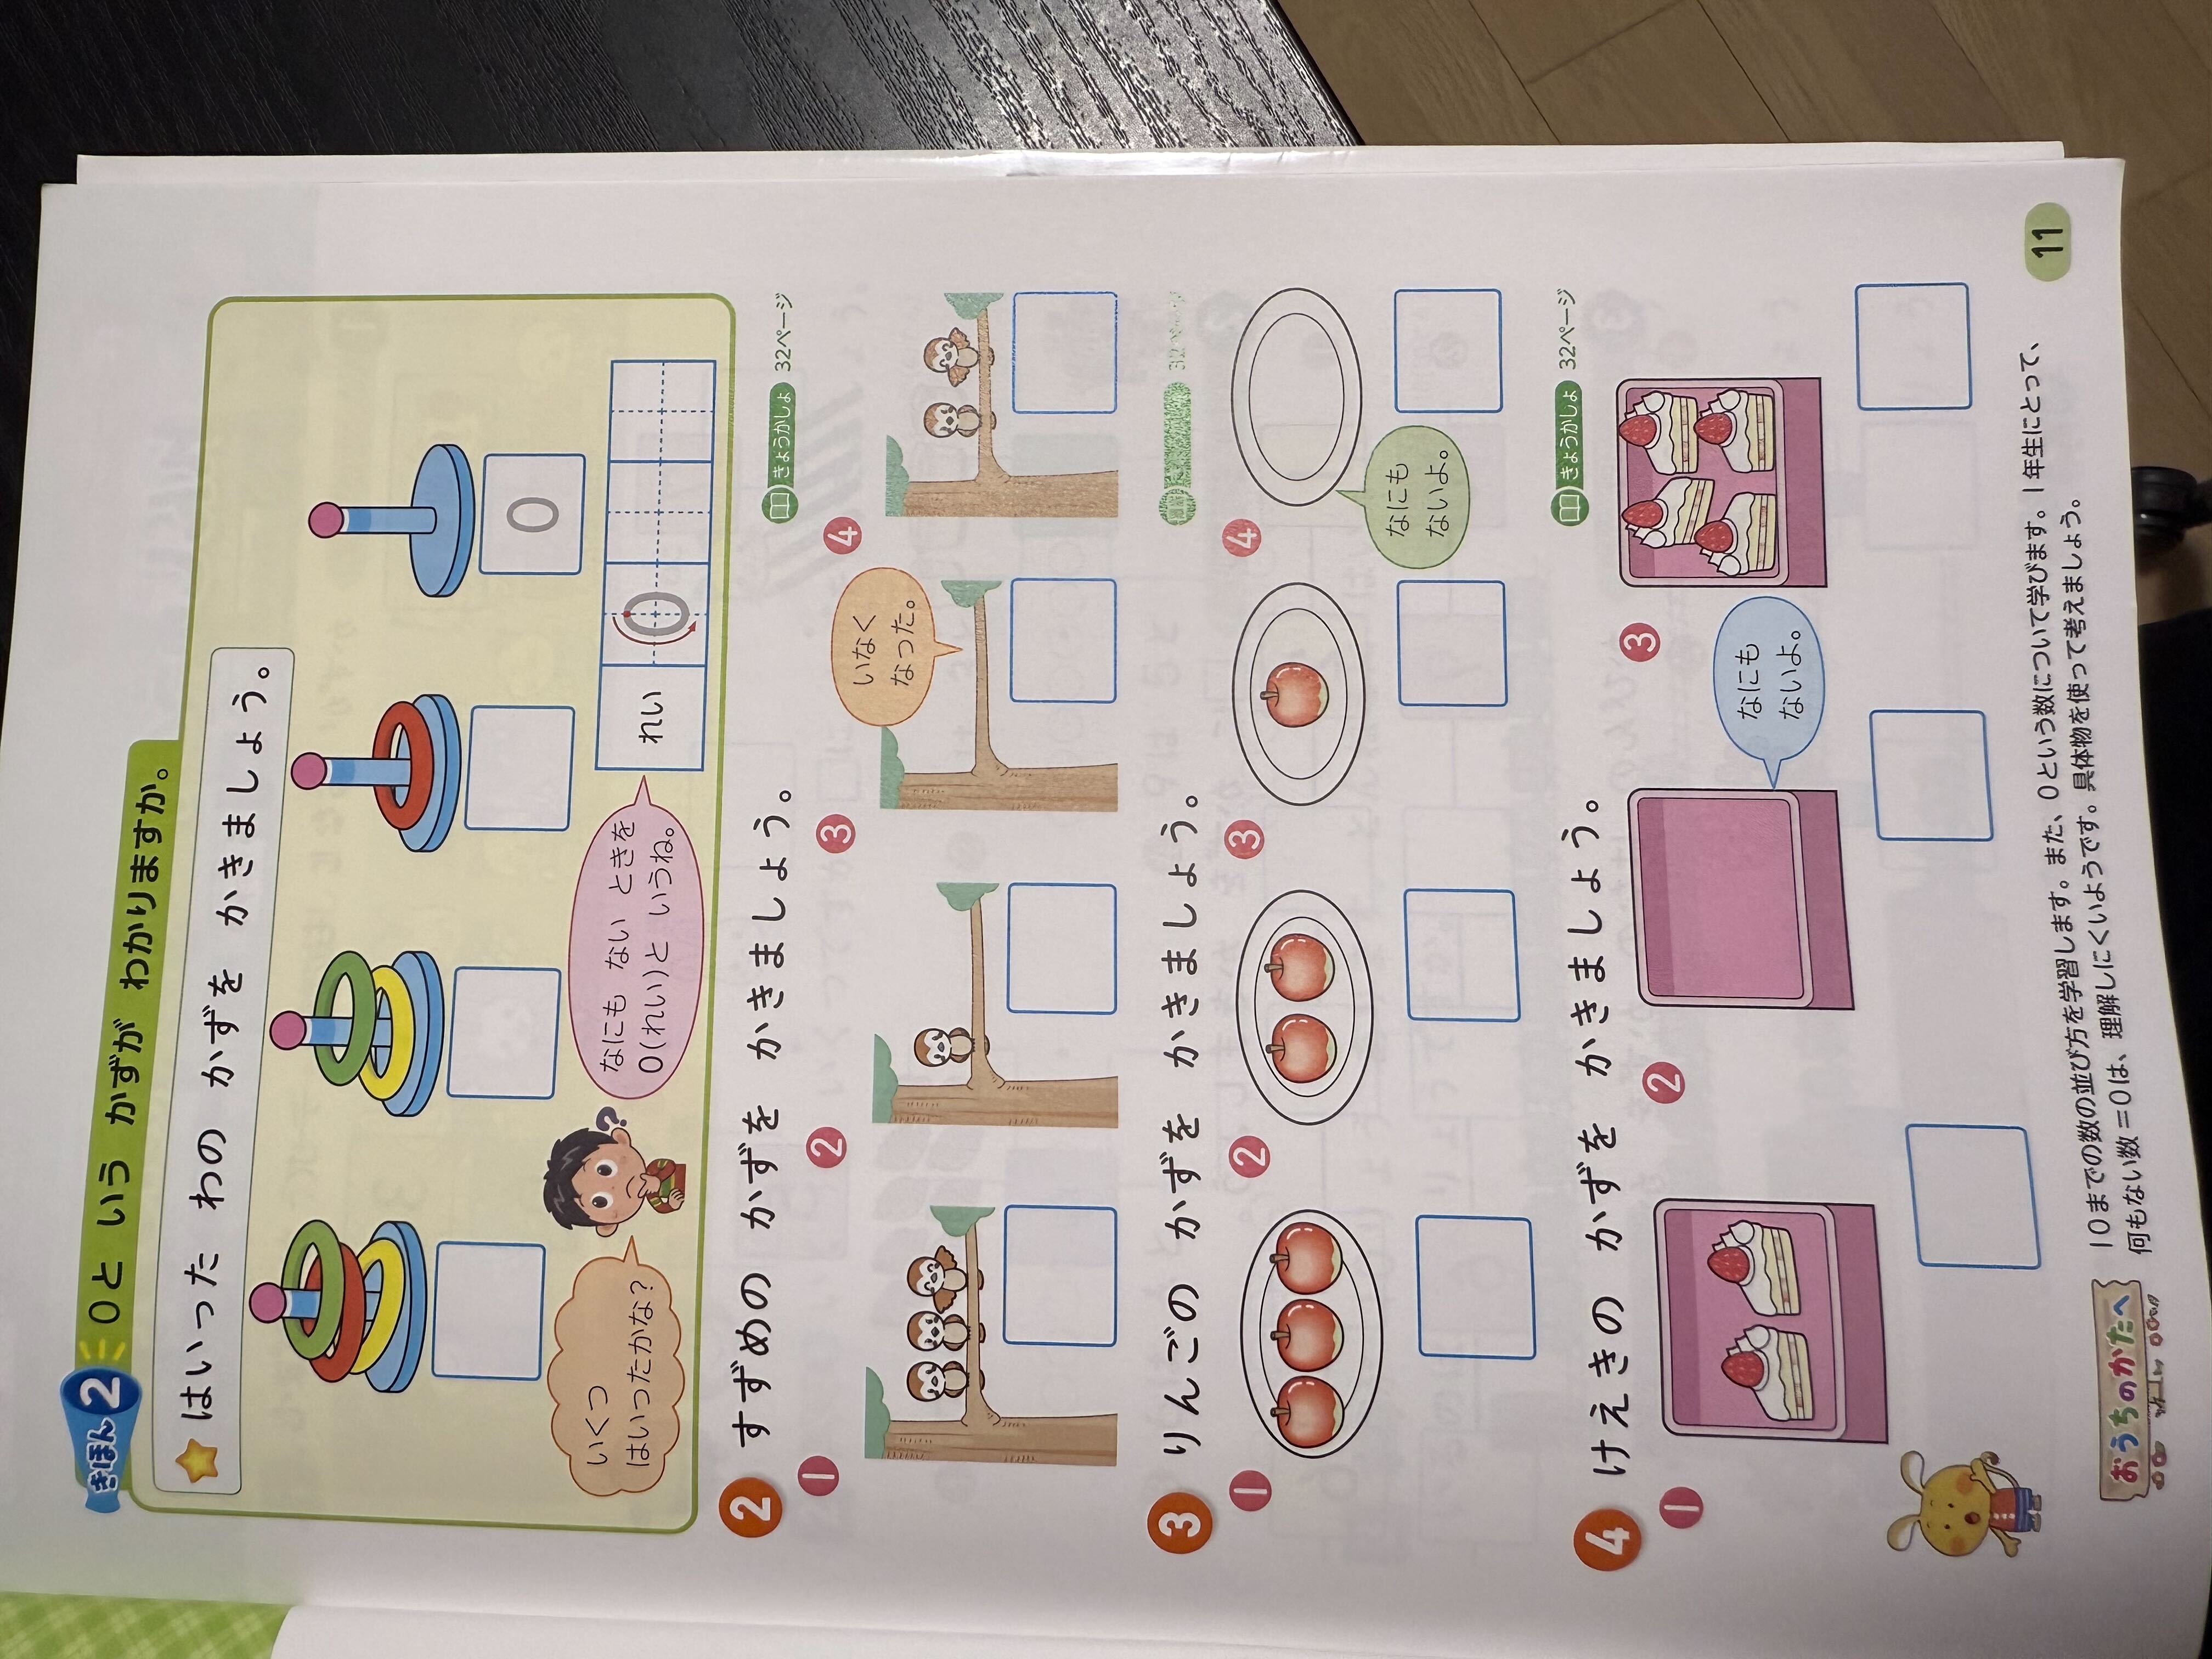 きほん 2
0と いう かずが わかりますか。
はいった わの かずを かきましょう。
0
いくつ
はいったかな?
なにも ない ときを
0(れい)と いうね。
れい 0
2 すずめの かずを かきましょう。
きょうかしょ 32ページ
1
2
3
4
いなく
なった。
3 りんごの かずを かきましょう。
きょうかしょ 32ページ
1
2
3
4
なにも
ないよ。
4 けえきの かずを かきましょう。
きょうかしょ 32ページ
1
2
3
なにも
ないよ。
おうちのかたへ
10までの数の並び方を学習します。また、0という数について学びます。1年生にとって、
何もない数=0は、理解しにくいようです。具体物を使って考えましょう。
11